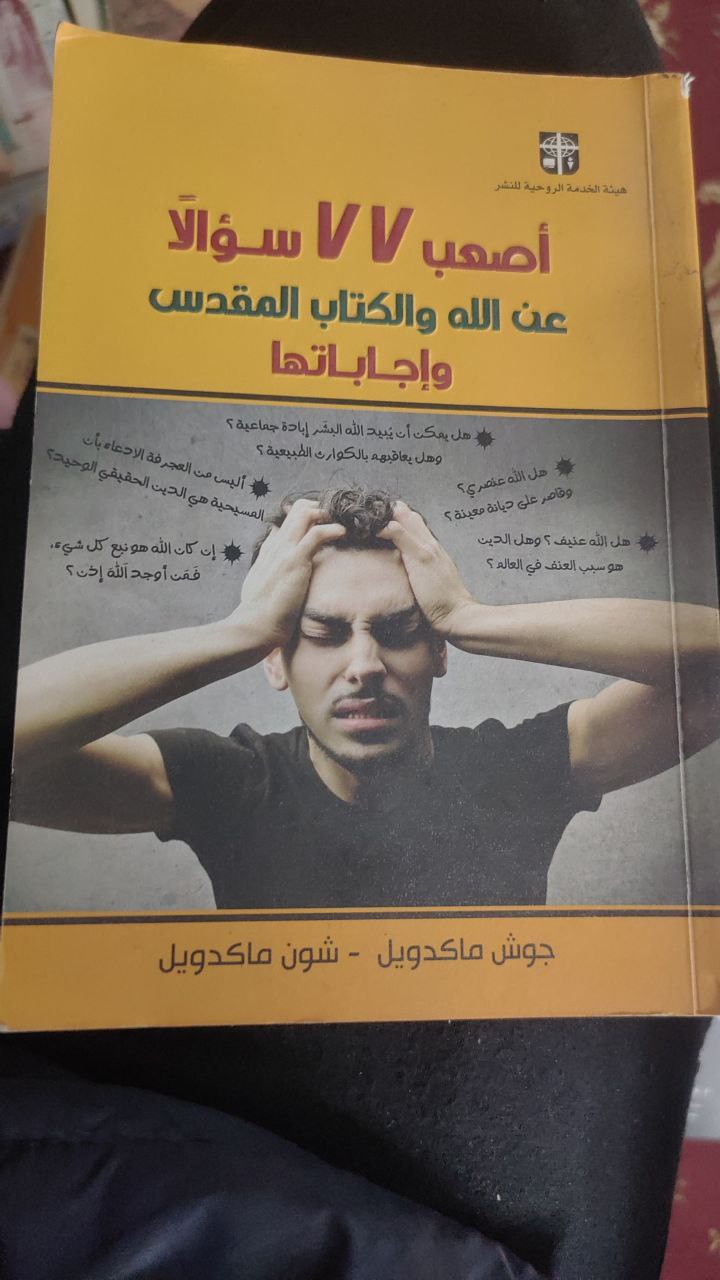 هيئة الخدمة الروحية للنشر
أصعب ٧٧ سؤالًا
عن الله والكتاب المقدس
وإجاباتها
هل يمكن أن يُبيد الله البشر إبادة جماعية ؟
وهل يعاقبهم بالكوارث الطبيعية ؟
هل الله عنصري؟
وقاصر على ديانة معينة ؟
أليس من العجرفة الادعاء بأن
المسيحية هي الدين الحقيقي الوحيد؟
هل الله عنيف ؟ وهل الدين
هو سبب العنف في العالم ؟
إن كان الله هو نبع كل شيء،
فَمَن أوجد الله إذن ؟
جوش ماكدويل - شون ماكدويل